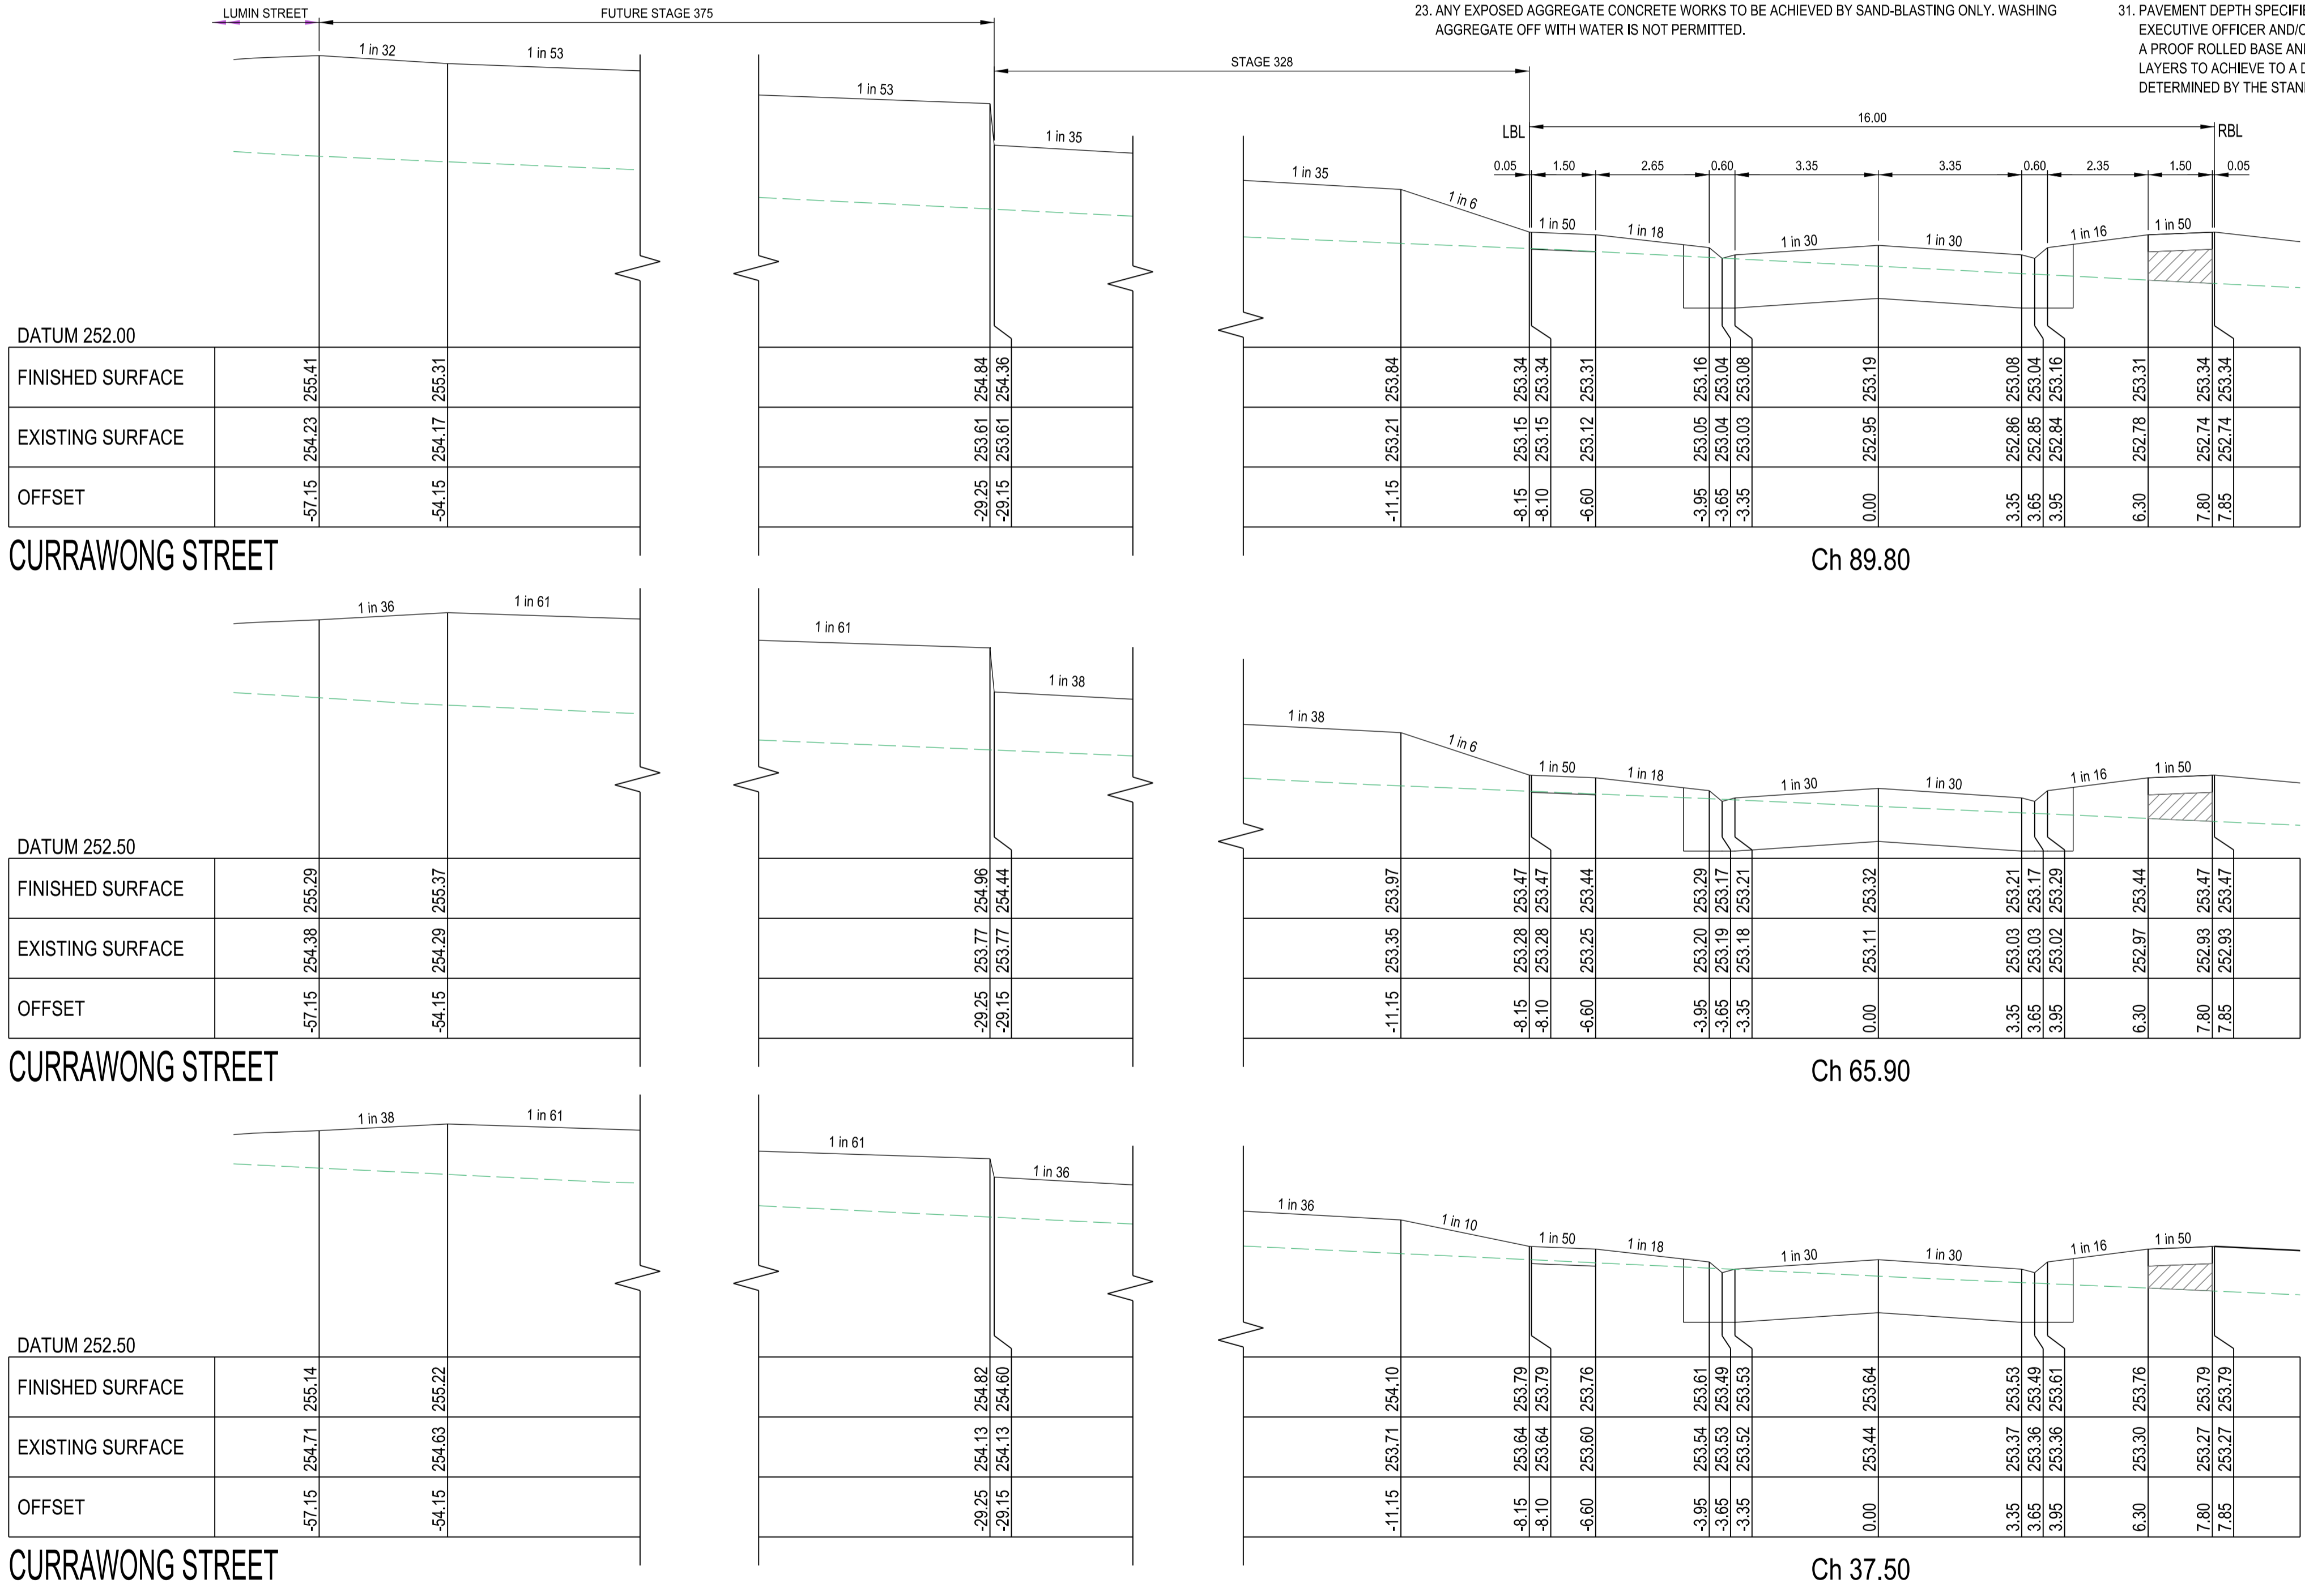 LUMIN STREET
FUTURE STAGE 375
23. ANY EXPOSED AGGREGATE CONCRETE WORKS TO BE ACHIEVED BY SAND-BLASTING ONLY. WASHING
AGGREGATE OFF WITH WATER IS NOT PERMITTED.
31. PAVEMENT DEPTH SPECIFIE
EXECUTIVE OFFICER AND/O
A PROOF ROLLED BASE AN
LAYERS TO ACHIEVE TO A D
DETERMINED BY THE STAN
STAGE 328
1 in 32 1 in 53 1 in 53 1 in 35
LBL 16.00 RBL
0.05 1.50 2.65 0.60 3.35 3.35 0.60 2.35 1.50 0.05
1 in 35 1 in 6 1 in 50 1 in 18 1 in 30 1 in 30 1 in 16 1 in 50
DATUM 252.00
FINISHED SURFACE 255.41 255.31 254.84 254.36 253.84 253.34 253.34 253.31 253.16 253.04 253.08 253.19 253.08 253.04 253.16 253.31 253.34 253.34
EXISTING SURFACE 254.23 254.17 253.61 253.61 253.21 253.15 253.15 253.12 253.05 253.04 253.03 252.95 252.86 252.85 252.84 252.78 252.74 252.74
OFFSET -57.15 -54.15 -29.25 -29.15 -11.15 -8.15 -8.10 -6.60 -3.95 -3.65 -3.35 0.00 3.35 3.65 3.95 6.30 7.80 7.85
CURRAWONG STREET Ch 89.80
1 in 36 1 in 61 1 in 61 1 in 38
1 in 38 1 in 6 1 in 50 1 in 18 1 in 30 1 in 30 1 in 16 1 in 50
DATUM 252.50
FINISHED SURFACE 255.29 255.37 254.96 254.44 253.97 253.47 253.47 253.44 253.29 253.17 253.21 253.32 253.21 253.17 253.29 253.44 253.47 253.47
EXISTING SURFACE 254.38 254.29 253.77 253.77 253.35 253.28 253.28 253.25 253.20 253.19 253.18 253.11 253.03 253.03 253.02 252.97 252.93 252.93
OFFSET -57.15 -54.15 -29.25 -29.15 -11.15 -8.15 -8.10 -6.60 -3.95 -3.65 -3.35 0.00 3.35 3.65 3.95 6.30 7.80 7.85
CURRAWONG STREET Ch 65.90
1 in 38 1 in 61 1 in 61 1 in 36
1 in 36 1 in 10 1 in 50 1 in 18 1 in 30 1 in 30 1 in 16 1 in 50
DATUM 252.50
FINISHED SURFACE 255.14 255.22 254.82 254.60 254.10 253.79 253.79 253.76 253.61 253.49 253.53 253.64 253.53 253.49 253.61 253.76 253.79 253.79
EXISTING SURFACE 254.71 254.63 254.13 254.13 253.71 253.64 253.64 253.60 253.54 253.53 253.52 253.44 253.37 253.36 253.36 253.30 253.27 253.27
OFFSET -57.15 -54.15 -29.25 -29.15 -11.15 -8.15 -8.10 -6.60 -3.95 -3.65 -3.35 0.00 3.35 3.65 3.95 6.30 7.80 7.85
CURRAWONG STREET Ch 37.50